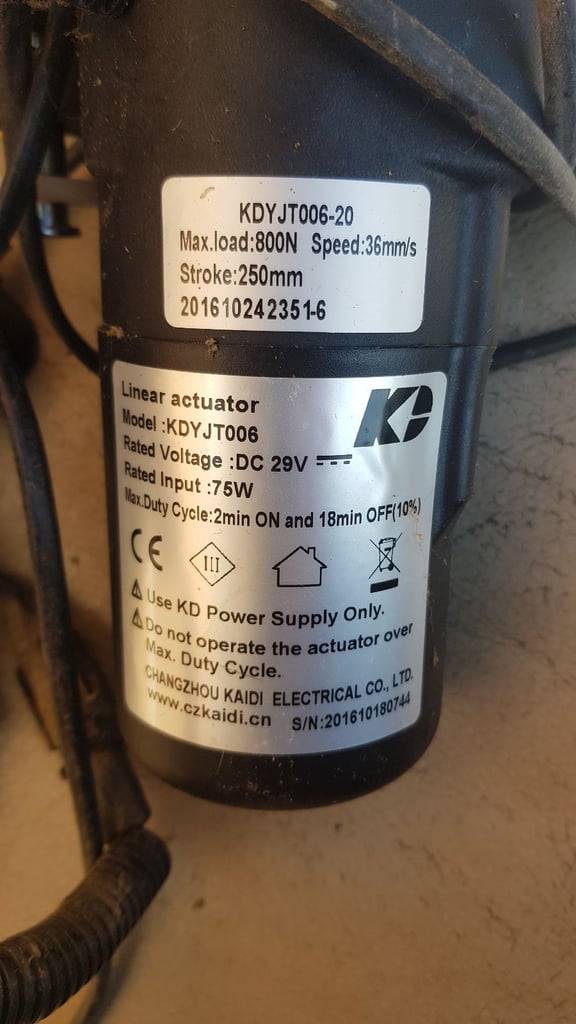 KDYJT006-20
Max.load:800N Speed:36mm/s
Stroke:250mm
201610242351-6
Linear actuator
KD
Model :KDYJT006
Rated Voltage :DC 29V
Rated Input :75W
Max.Duty Cycle:2min ON and 18min OFF(10%)
CE
III
Use KD Power Supply Only.
Do not operate the actuator over
Max. Duty Cycle.
CHANGZHOU KAIDI ELECTRICAL CO., LTD.
www.czkaidi.cn S/N:201610180744